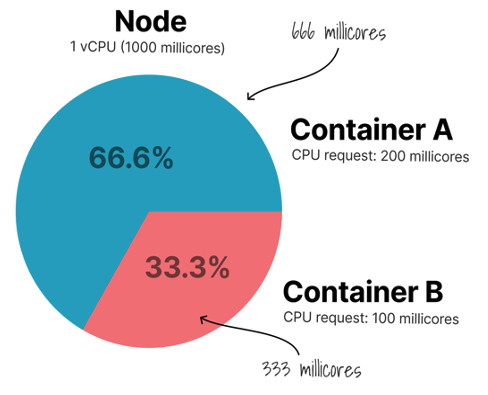 Node
1 vCPU (1000 millicores)
666 millicores
66.6%
Container A
CPU request: 200 millicores
33.3%
Container B
CPU request: 100 millicores
333 millicores